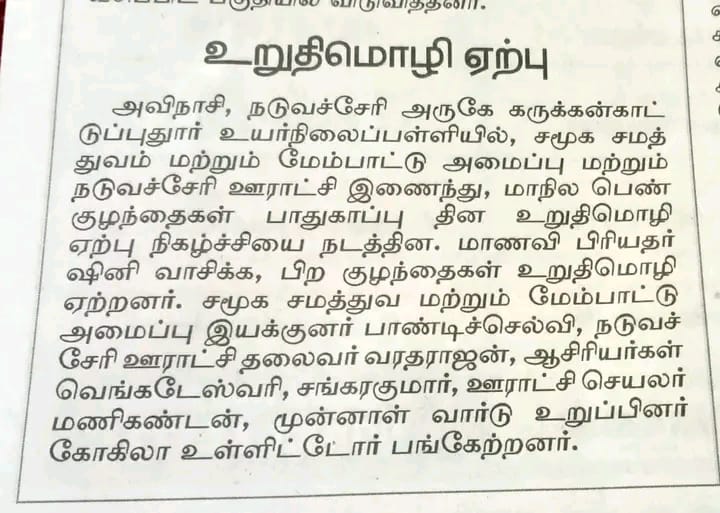 பகுதியில் விடுவித்தனர்.
உறுதிமொழி ஏற்பு
அவிநாசி, நடுவச்சேரி அருகே கருக்கன்காட்
டுப்புதுார் உயர்நிலைப்பள்ளியில், சமூக சமத்
துவம் மற்றும் மேம்பாட்டு அமைப்பு மற்றும்
நடுவச்சேரி ஊராட்சி இணைந்து, மாநில பெண்
குழந்தைகள் பாதுகாப்பு தின உறுதிமொழி
ஏற்பு நிகழ்ச்சியை நடத்தின. மாணவி பிரியதர்
ஷினி வாசிக்க, பிற குழந்தைகள் உறுதிமொழி
ஏற்றனர். சமூக சமத்துவ மற்றும் மேம்பாட்டு
அமைப்பு இயக்குனர் பாண்டிச்செல்வி, நடுவச்
சேரி ஊராட்சி தலைவர் வரதராஜன், ஆசிரியர்கள்
வெங்கடேஸ்வரி, சங்கரகுமார், ஊராட்சி செயலர்
மணிகண்டன், முன்னாள் வார்டு உறுப்பினர்
கோகிலா உள்ளிட்டோர் பங்கேற்றனர்.